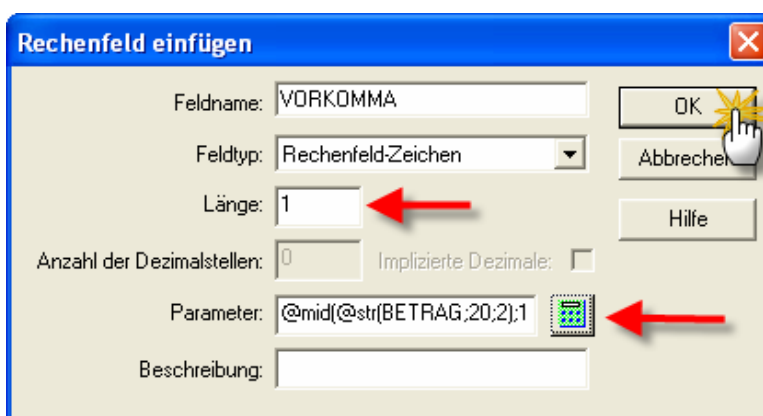 Rechenfeld einfügen
Feldname: VORKOMMA OK
Feldtyp: Rechenfeld-Zeichen Abbrechen
Länge: 1 Hilfe
Anzahl der Dezimalstellen: 0 Implizierte Dezimale:
Parameter: @mid(@str(BETRAG;20;2);1
Beschreibung: